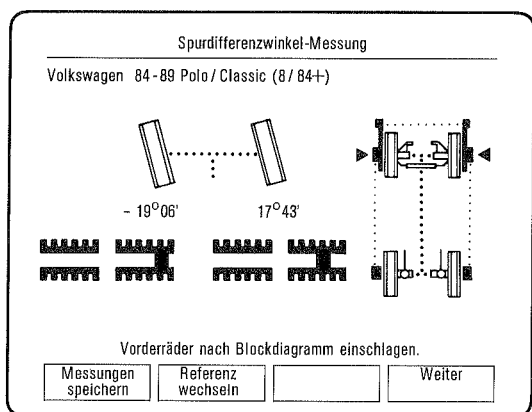 Spurdifferenzwinkel-Messung
Volkswagen 84-89 Polo / Classic (8/84+)
- 19°06' 17°43'
Vorderräder nach Blockdiagramm einschlagen.
Messungen speichern
Referenz wechseln
Weiter